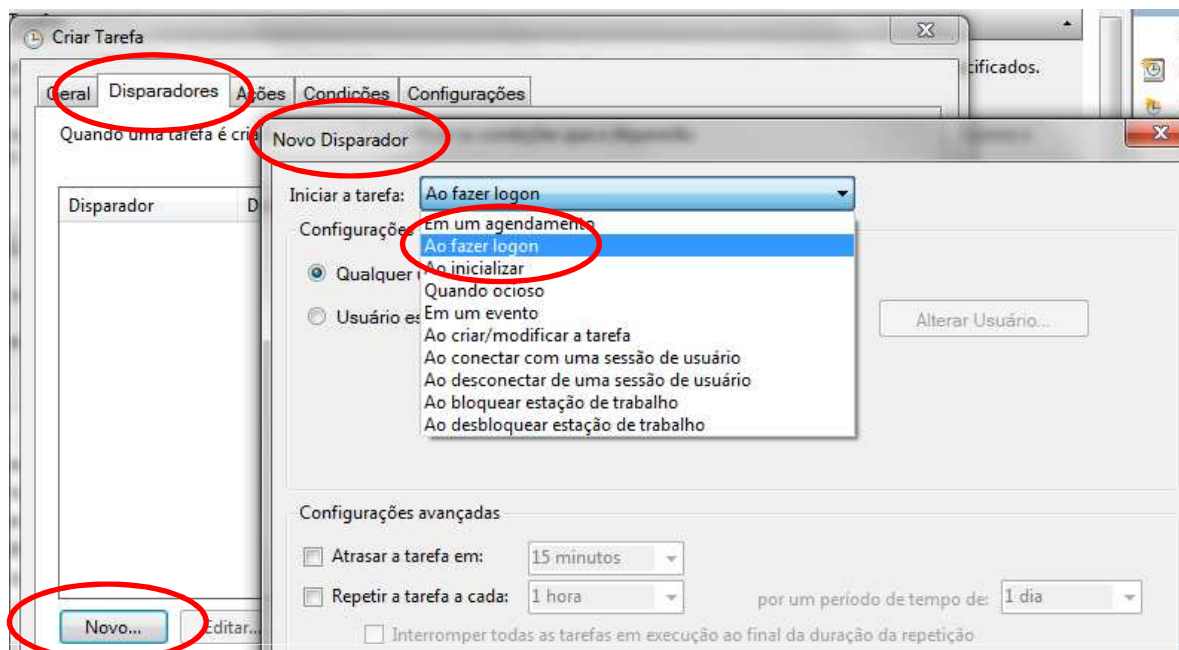 Criar Tarefa
cificados.
Geral Disparadores Ações Condições Configurações
Quando uma tarefa é cria
Novo Disparador
Iniciar a tarefa: Ao fazer logon
Disparador D
Configurações
Em um agendamento
Ao fazer logon
Ao inicializar
Quando ocioso
Em um evento
Ao criar/modificar a tarefa
Ao conectar com uma sessão de usuário
Ao desconectar de uma sessão de usuário
Ao bloquear estação de trabalho
Ao desbloquear estação de trabalho
Qualquer
Usuário es
Alterar Usuário...
Configurações avançadas
Atrasar a tarefa em: 15 minutos
Repetir a tarefa a cada: 1 hora por um período de tempo de: 1 dia
Interromper todas as tarefas em execução ao final da duração da repetição
Novo... Editar...